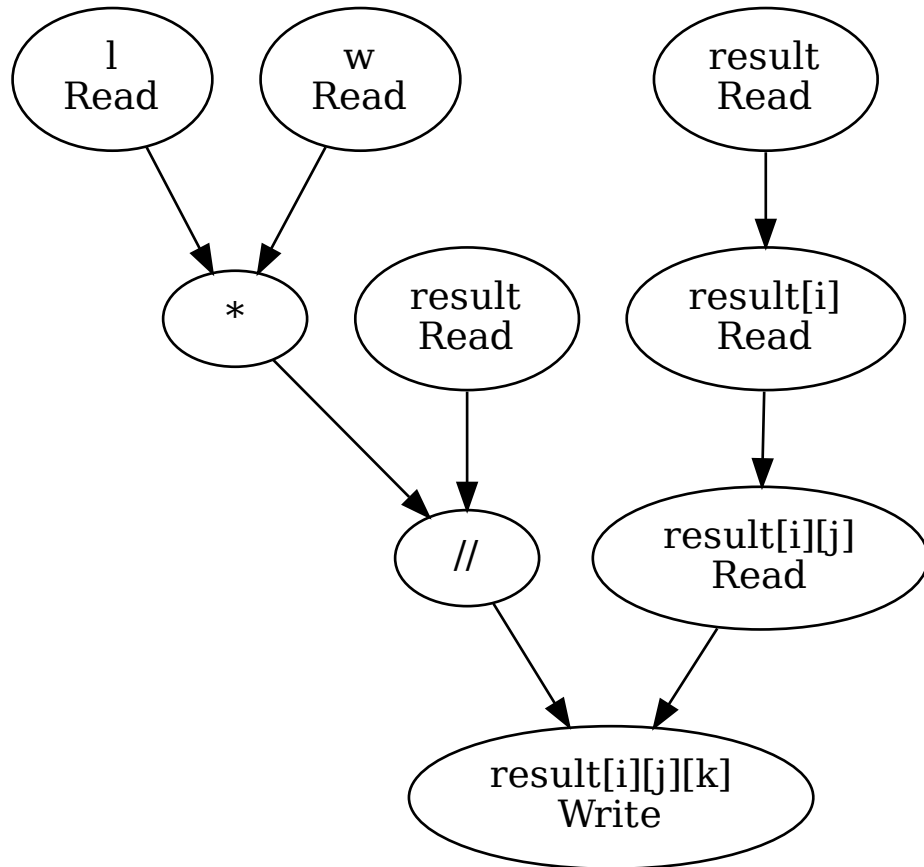 l
Read
w
Read
result
Read
*
result
Read
result[i]
Read
//
result[i][j]
Read
result[i][j][k]
Write